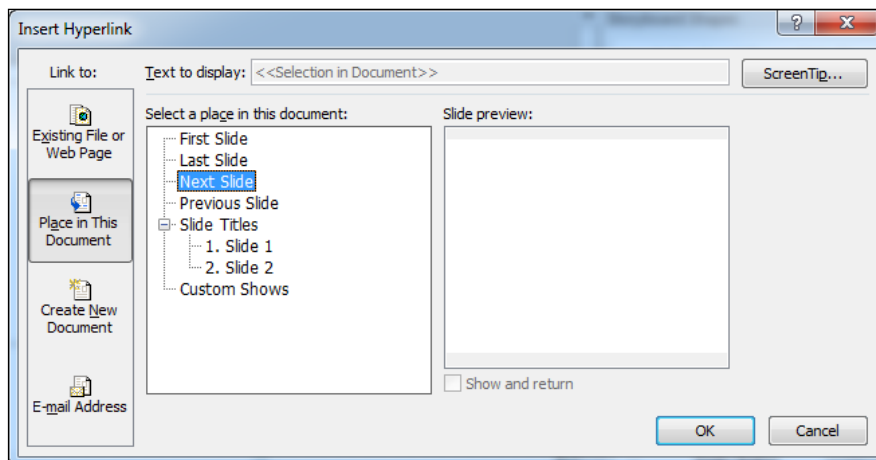 Insert Hyperlink
Link to:
Text to display: <<Selection in Document>>
ScreenTip...
Existing File or
Web Page
Place in This
Document
Create New
Document
E-mail Address
Select a place in this document:
First Slide
Last Slide
Next Slide
Previous Slide
Slide Titles
1. Slide 1
2. Slide 2
Custom Shows
Slide preview:
Show and return
OK
Cancel